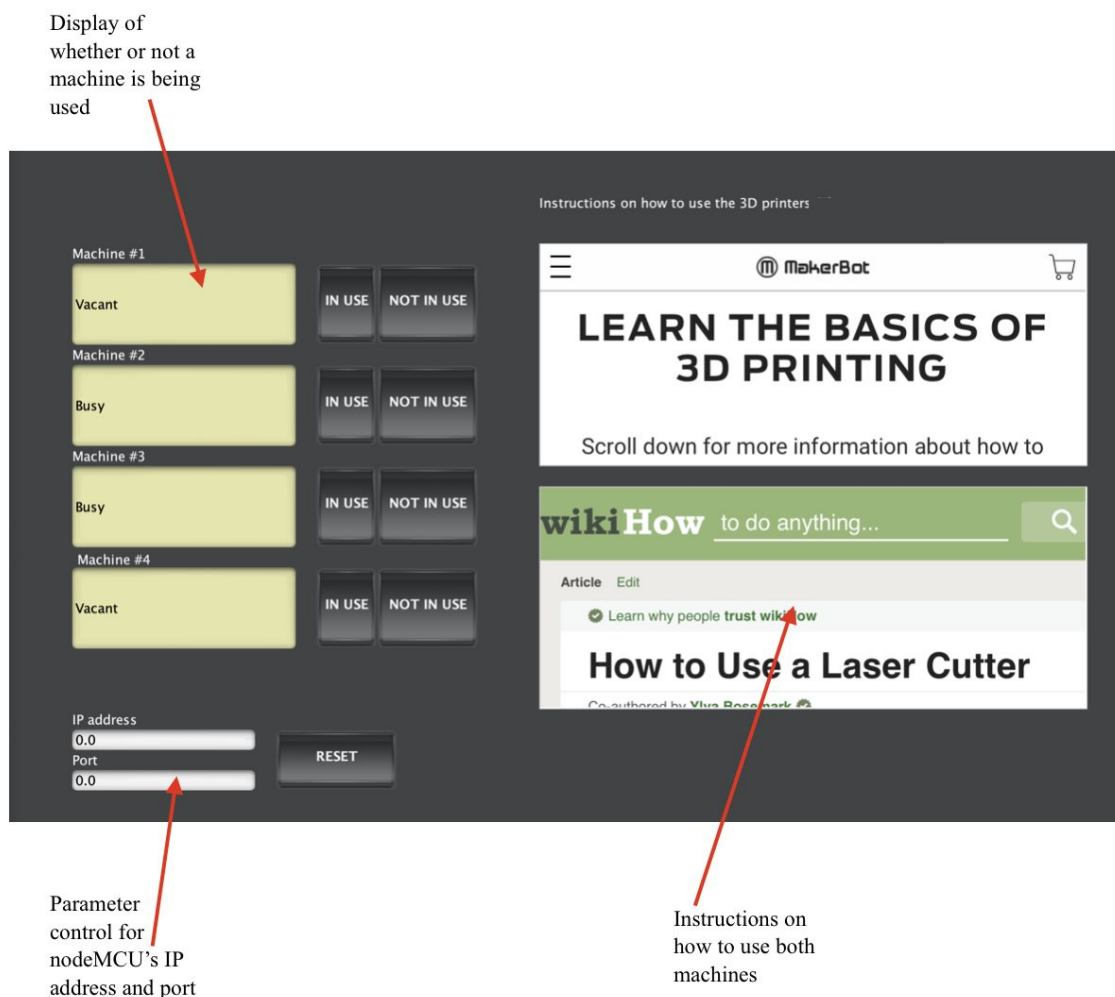 Display of
whether or not a
machine is being
used
Instructions on how to use the 3D printers
Machine #1
Vacant
IN USE
NOT IN USE
Machine #2
Busy
IN USE
NOT IN USE
Machine #3
Busy
IN USE
NOT IN USE
Machine #4
Vacant
IN USE
NOT IN USE
IP address
0.0
Port
0.0
RESET
MakerBot
LEARN THE BASICS OF
3D PRINTING
Scroll down for more information about how to
wikiHow to do anything...
Article Edit
Learn why people trust wikiHow
How to Use a Laser Cutter
Co-authored by Ylva Bosemark
Parameter
control for
nodeMCU's IP
address and port
Instructions on
how to use both
machines